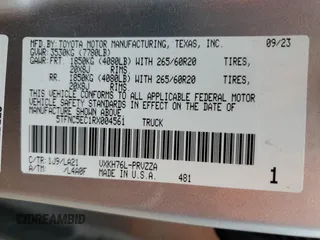 MFD. BY TOYOTA MOTOR MANUFACTURING, TEXAS, INC. 09/23
GVWR: 3530KG (7780LB)
GAWR: FRT. 1850KG (4080LB) WITH 265/60R20 TIRES,
20X8J RIMS
RR. 1850KG (4080LB) WITH 265/60R20 TIRES,
20X8J RIMS
THIS VEHICLE CONFORMS TO ALL APPLICABLE FEDERAL MOTOR
VEHICLE SAFETY STANDARDS IN EFFECT ON THE DATE OF
MANUFACTURE SHOWN ABOVE.
5TFNC5EC1RX004561 TRUCK
C/TR: 1J9/LA21 VXKH76L-PRVZZA
A/TM: /L4A0F MADE IN U.S.A. 481 1
DREAMBID